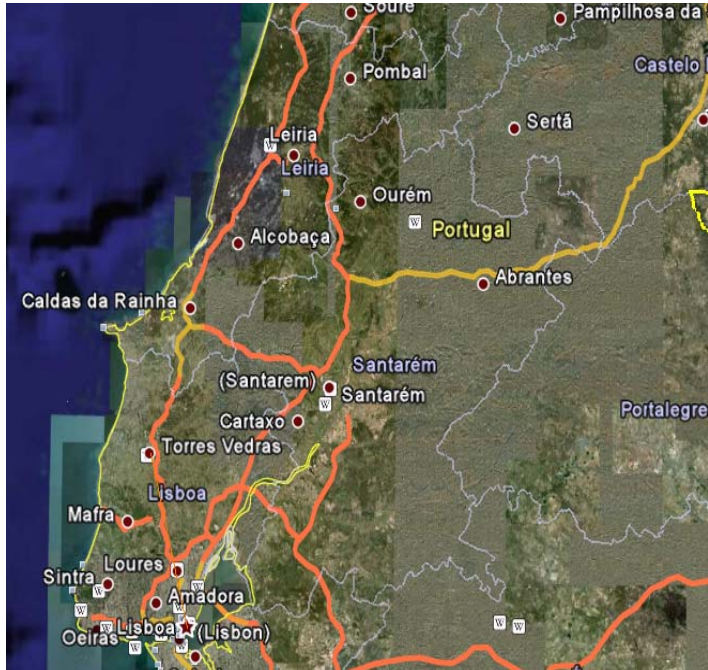 Soure
Pampilhosa da
Pombal
Castelo
Sertã
Leiria
Leiria
Ourém
Portugal
Alcobaça
Abrantes
Caldas da Rainha
Santarém
(Santarem)
Santarém
Portalegre
Cartaxo
Torres Vedras
Lisboa
Mafra
Loures
Sintra
Amadora
Lisboa (Lisbon)
Oeiras